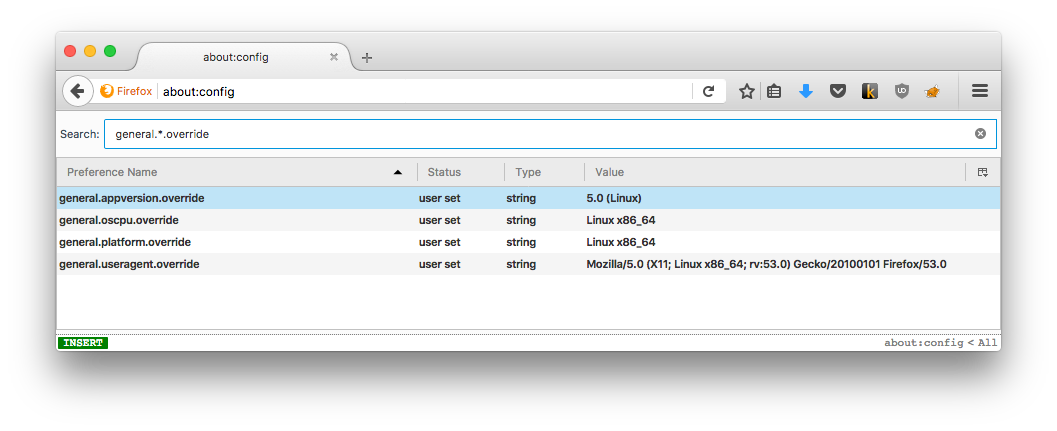 about:config
Firefox about:config
Search: general.*.override
Preference Name Status Type Value
general.appversion.override user set string 5.0 (Linux)
general.oscpu.override user set string Linux x86_64
general.platform.override user set string Linux x86_64
general.useragent.override user set string Mozilla/5.0 (X11; Linux x86_64; rv:53.0) Gecko/20100101 Firefox/53.0
INSERT about:config < All